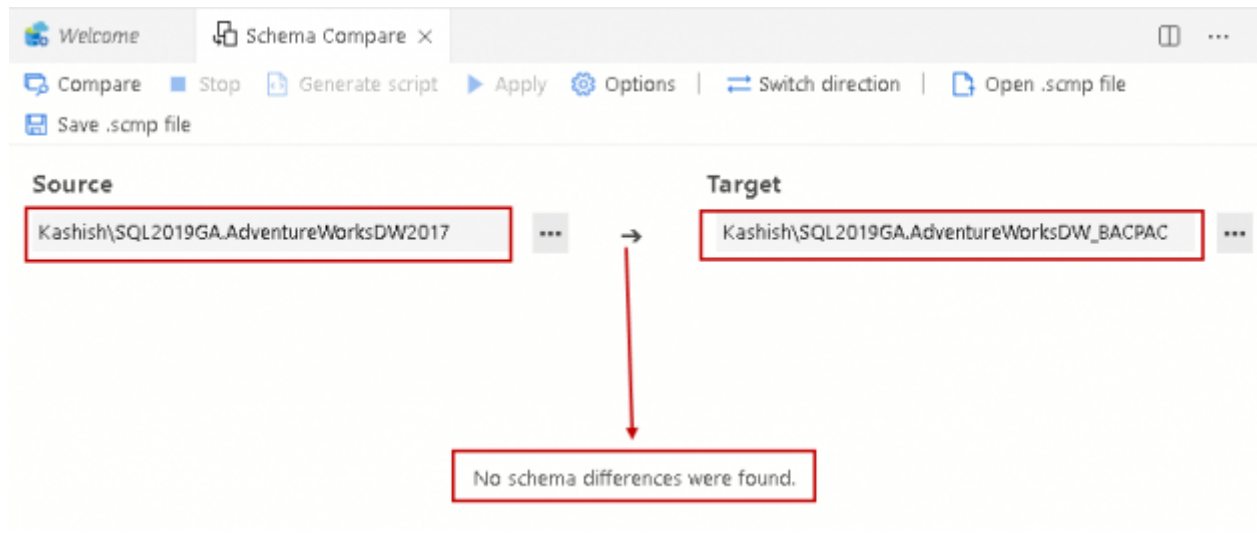 Welcome Schema Compare
Compare Stop Generate script Apply Options Switch direction Open .scmp file
Save .scmp file
Source Target
Kashish\SQL2019GA.AdventureWorksDW2017 Kashish\SQL2019GA.AdventureWorksDW_BACPAC
No schema differences were found.